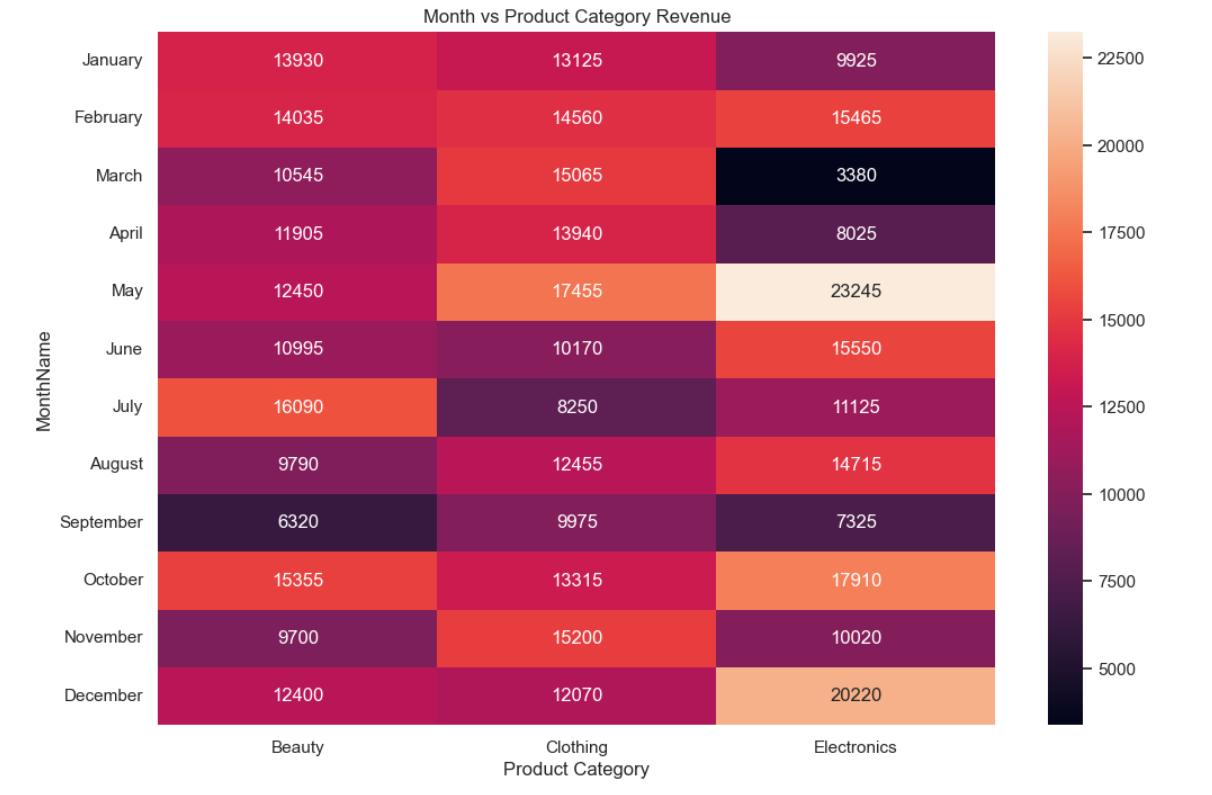 Month vs Product Category Revenue
January 13930 13125 9925
February 14035 14560 15465
March 10545 15065 3380
April 11905 13940 8025
May 12450 17455 23245
June 10995 10170 15550
July 16090 8250 11125
August 9790 12455 14715
September 6320 9975 7325
October 15355 13315 17910
November 9700 15200 10020
December 12400 12070 20220
Beauty Clothing Electronics
Product Category
MonthName
22500
20000
17500
15000
12500
10000
7500
5000